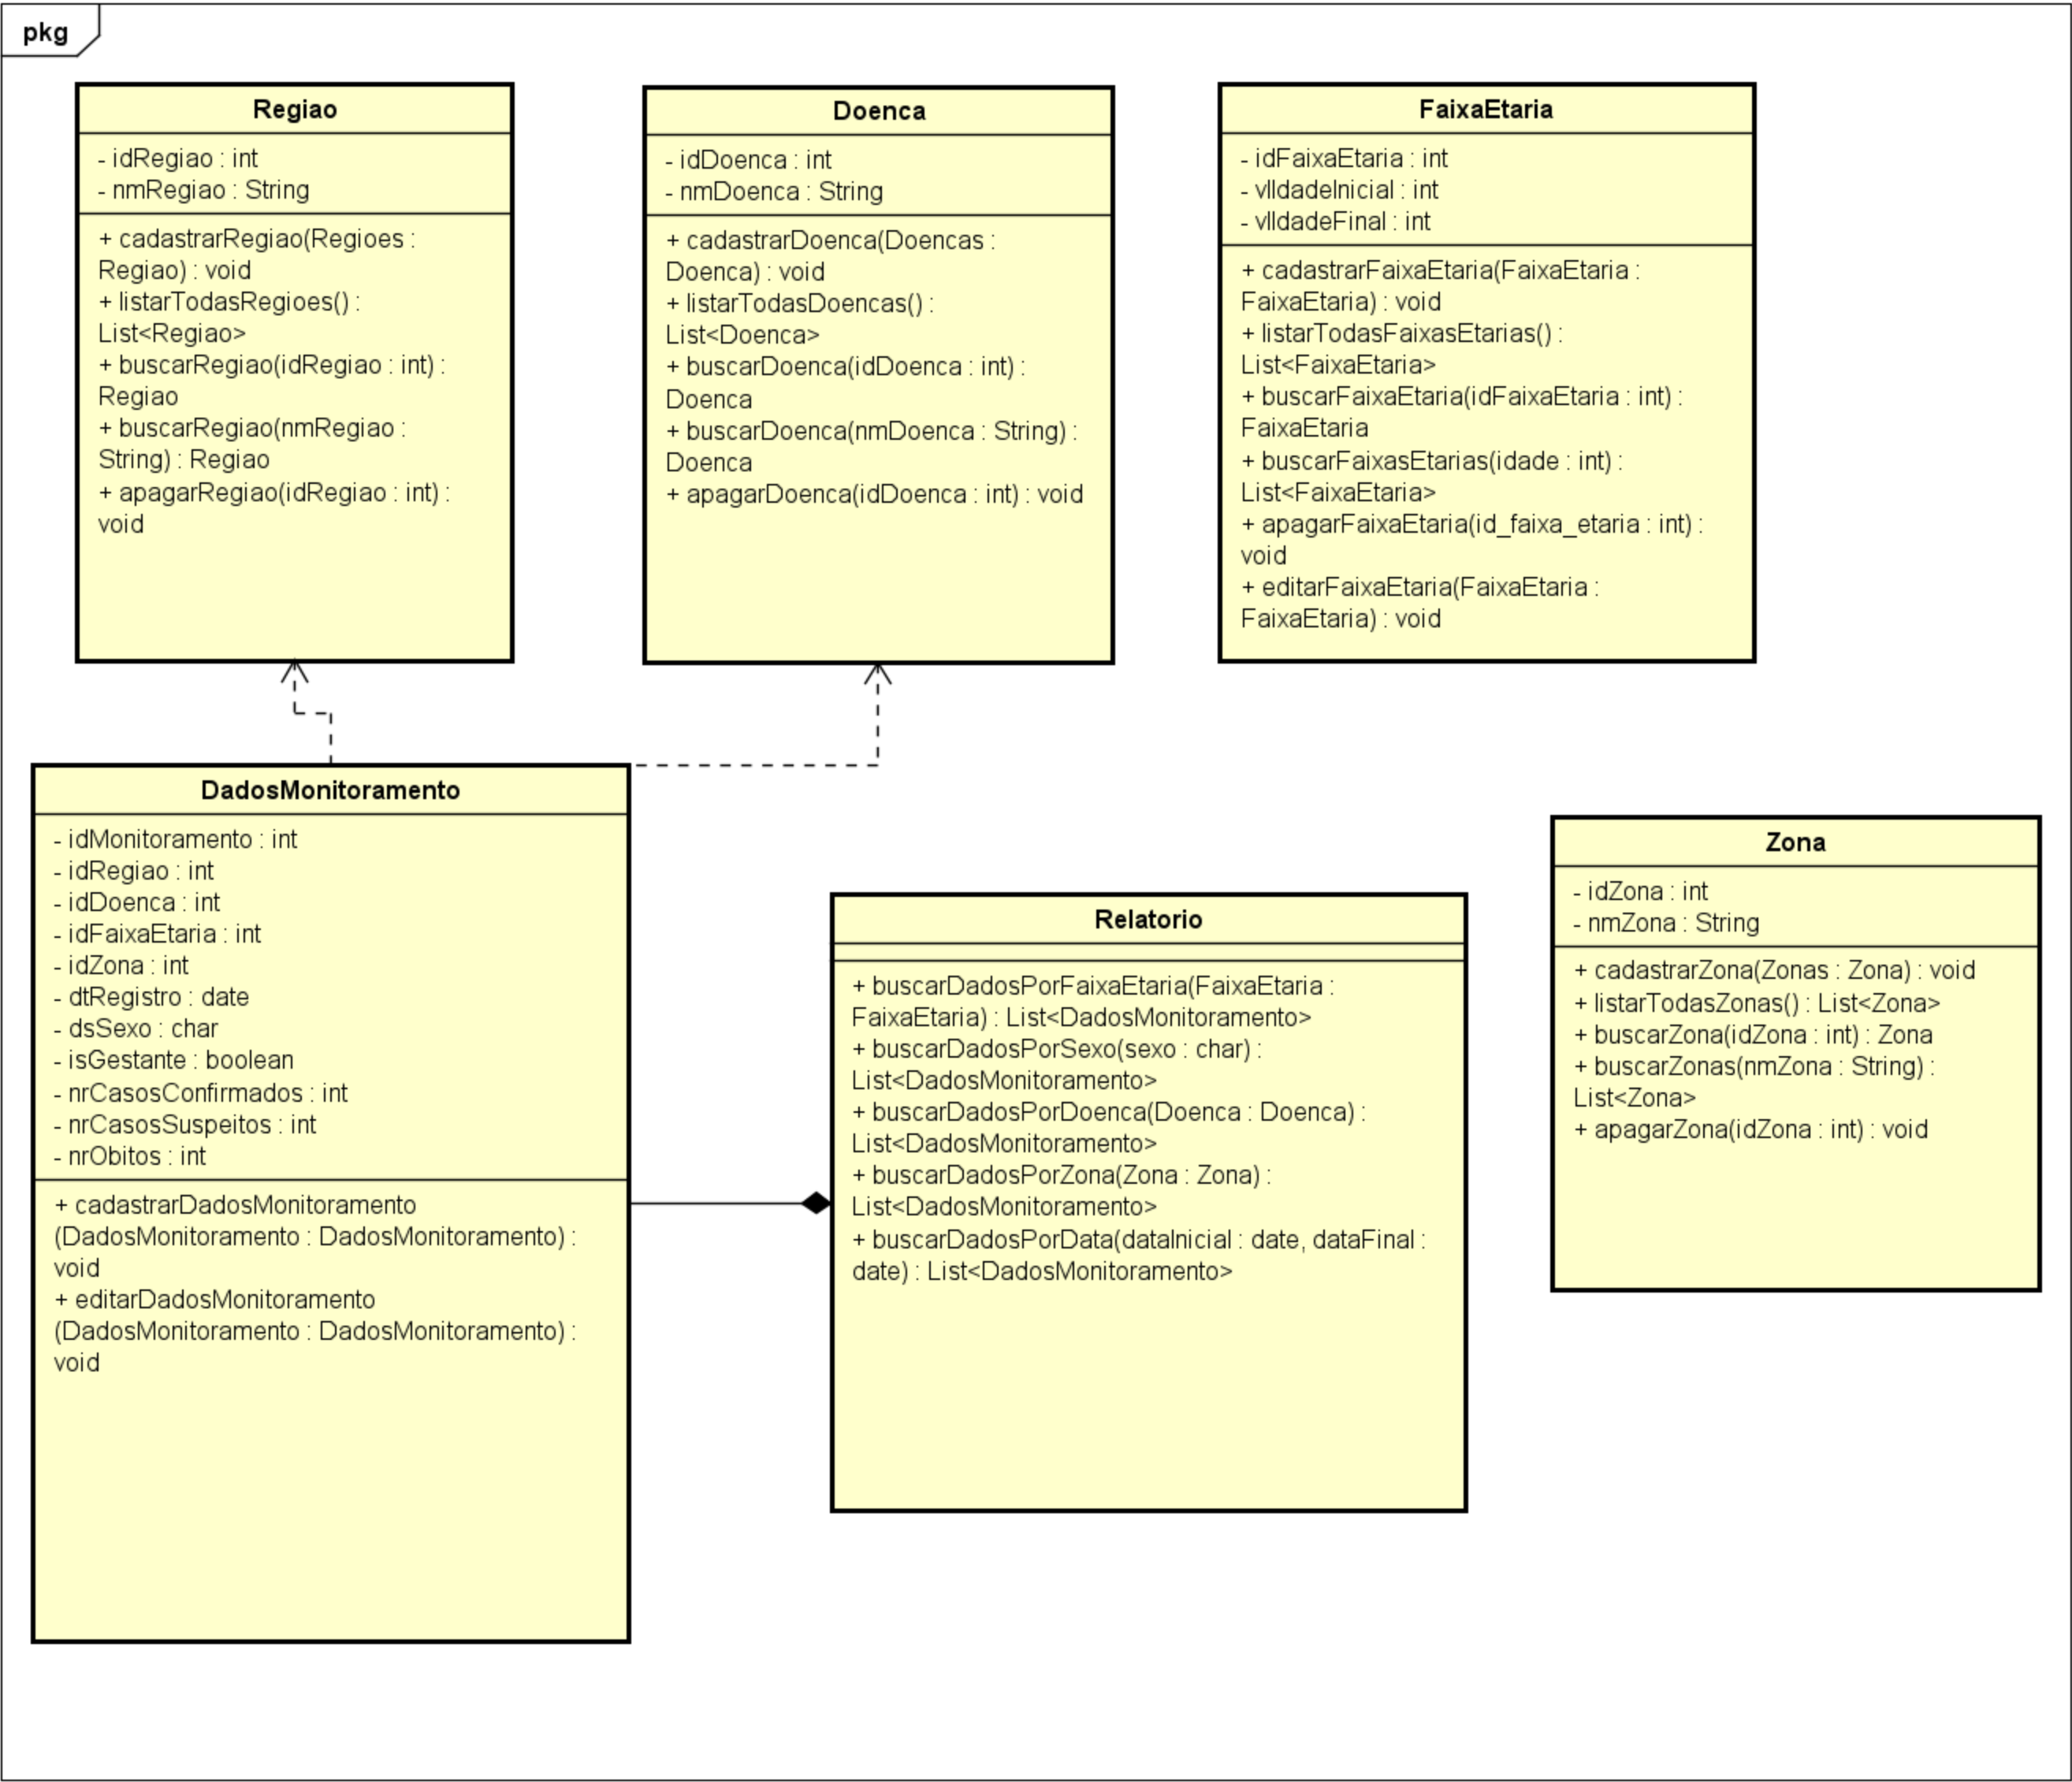 pkg
Regiao
- idRegiao : int
- nmRegiao : String
+ cadastrarRegiao(Regioes :
Regiao) : void
+ listarTodasRegioes() :
List<Regiao>
+ buscarRegiao(idRegiao : int) :
Regiao
+ buscarRegiao(nmRegiao :
String) : Regiao
+ apagarRegiao(idRegiao : int) :
void
Doenca
- idDoenca : int
- nmDoenca : String
+ cadastrarDoenca(Doencas :
Doenca) : void
+ listarTodasDoencas() :
List<Doenca>
+ buscarDoenca(idDoenca : int) :
Doenca
+ buscarDoenca(nmDoenca : String) :
Doenca
+ apagarDoenca(idDoenca : int) : void
FaixaEtaria
- idFaixaEtaria : int
- vlIdadeInicial : int
- vlIdadeFinal : int
+ cadastrarFaixaEtaria(FaixaEtaria :
FaixaEtaria) : void
+ listarTodasFaixasEtarias() :
List<FaixaEtaria>
+ buscarFaixaEtaria(idFaixaEtaria : int) :
FaixaEtaria
+ buscarFaixasEtarias(idade : int) :
List<FaixaEtaria>
+ apagarFaixaEtaria(id_faixa_etaria : int) :
void
+ editarFaixaEtaria(FaixaEtaria :
FaixaEtaria) : void
DadosMonitoramento
- idMonitoramento : int
- idRegiao : int
- idDoenca : int
- idFaixaEtaria : int
- idZona : int
- dtRegistro : date
- dsSexo : char
- isGestante : boolean
- nrCasosConfirmados : int
- nrCasosSuspeitos : int
- nrObitos : int
+ cadastrarDadosMonitoramento
(DadosMonitoramento : DadosMonitoramento) :
void
+ editarDadosMonitoramento
(DadosMonitoramento : DadosMonitoramento) :
void
Relatorio
+ buscarDadosPorFaixaEtaria(FaixaEtaria :
FaixaEtaria) : List<DadosMonitoramento>
+ buscarDadosPorSexo(sexo : char) :
List<DadosMonitoramento>
+ buscarDadosPorDoenca(Doenca : Doenca) :
List<DadosMonitoramento>
+ buscarDadosPorZona(Zona : Zona) :
List<DadosMonitoramento>
+ buscarDadosPorData(dataInicial : date, dataFinal :
date) : List<DadosMonitoramento>
Zona
- idZona : int
- nmZona : String
+ cadastrarZona(Zonas : Zona) : void
+ listarTodasZonas() : List<Zona>
+ buscarZona(idZona : int) : Zona
+ buscarZonas(nmZona : String) :
List<Zona>
+ apagarZona(idZona : int) : void